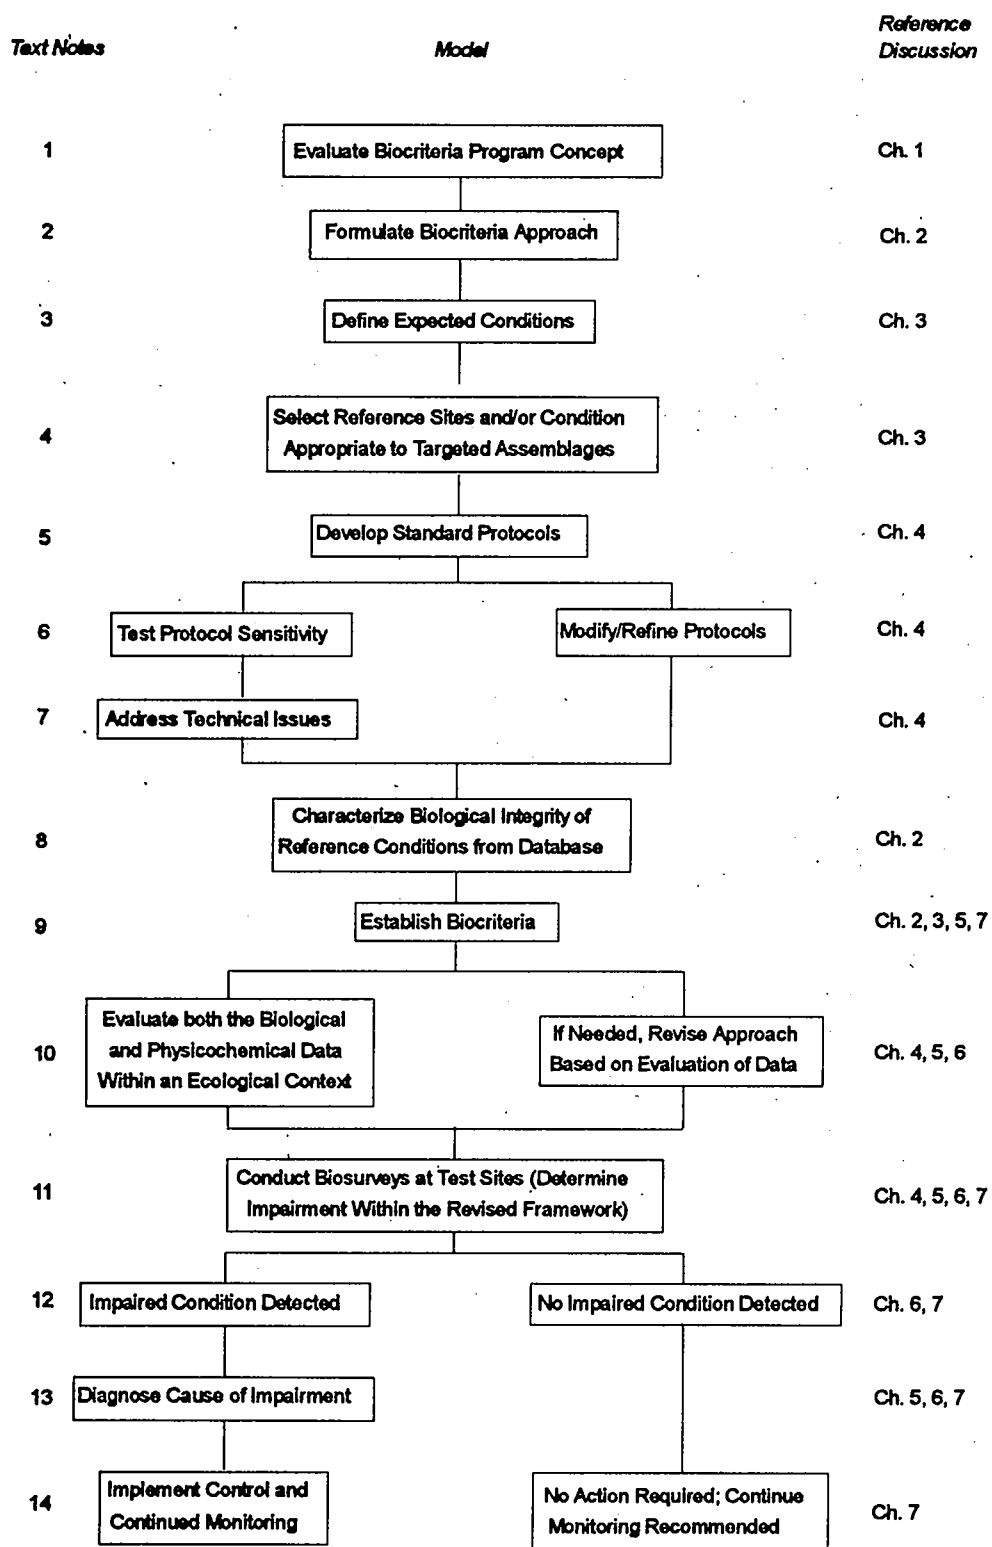 Reference
Text Notes Model Discussion
1 Evaluate Biocriteria Program Concept Ch. 1
2 Formulate Biocriteria Approach Ch. 2
3 Define Expected Conditions Ch. 3
Select Reference Sites and/or Condition
4 Appropriate to Targeted Assemblages Ch. 3
5 Develop Standard Protocols Ch. 4
6 Test Protocol Sensitivity Modify/Refine Protocols Ch. 4
7 Address Technical Issues Ch. 4
Characterize Biological Integrity of
8 Reference Conditions from Database Ch. 2
9 Establish Biocriteria Ch. 2, 3, 5, 7
Evaluate both the Biological
and Physicochemical Data
Within an Ecological Context
10 If Needed, Revise Approach
Based on Evaluation of Data Ch. 4, 5, 6
Conduct Biosurveys at Test Sites (Determine
11 Impairment Within the Revised Framework) Ch. 4, 5, 6, 7
12 Impaired Condition Detected No Impaired Condition Detected Ch. 6, 7
13 Diagnose Cause of Impairment Ch. 5, 6, 7
Implement Control and
Continued Monitoring
14 No Action Required; Continue
Monitoring Recommended Ch. 7